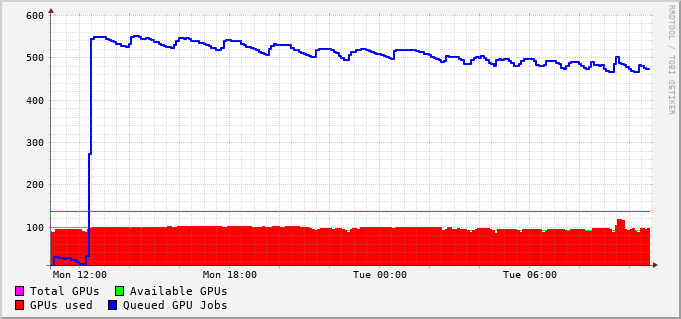 600
500
400
300
200
100
Mon 12:00 Mon 18:00 Tue 00:00 Tue 06:00
Total GPUs Available GPUs
GPUs used Queued GPU Jobs
RRDTOOL / TOBI OETIKER